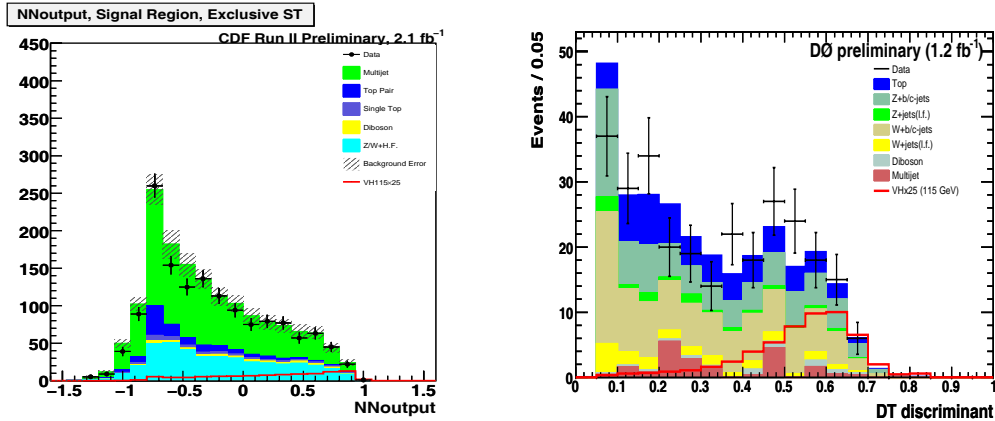 NNoutput, Signal Region, Exclusive ST
CDF Run II Preliminary, 2.1 fb⁻¹
450
400
350
300
250
200
150
100
50
0
Data
Multijet
Top Pair
Single Top
Diboson
Z/W+H.F.
Background Error
VH115×25
−1.5
−1
−0.5
0
0.5
1
1.5
NNoutput
DØ preliminary (1.2 fb⁻¹)
Events / 0.05
50
40
30
20
10
0
Data
Top
Z+b/c-jets
Z+jets(l.f.)
W+b/c-jets
W+jets(l.f.)
Diboson
Multijet
VHx25 (115 GeV)
0
0.1
0.2
0.3
0.4
0.5
0.6
0.7
0.8
0.9
1
DT discriminant